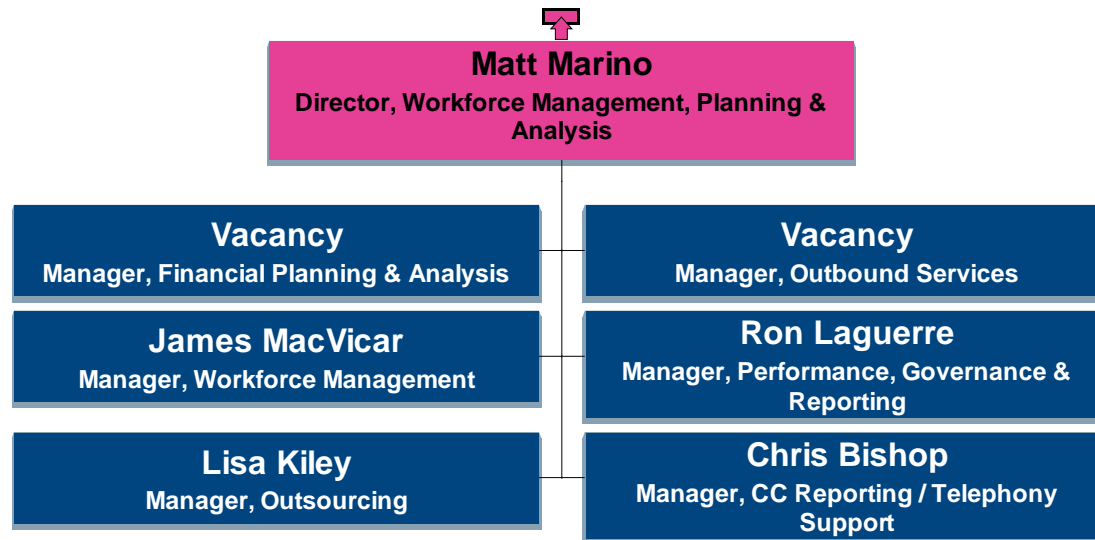 Matt Marino
Director, Workforce Management, Planning &
Analysis
Vacancy
Manager, Financial Planning & Analysis
Vacancy
Manager, Outbound Services
James MacVicar
Manager, Workforce Management
Ron Laguerre
Manager, Performance, Governance &
Reporting
Lisa Kiley
Manager, Outsourcing
Chris Bishop
Manager, CC Reporting / Telephony
Support